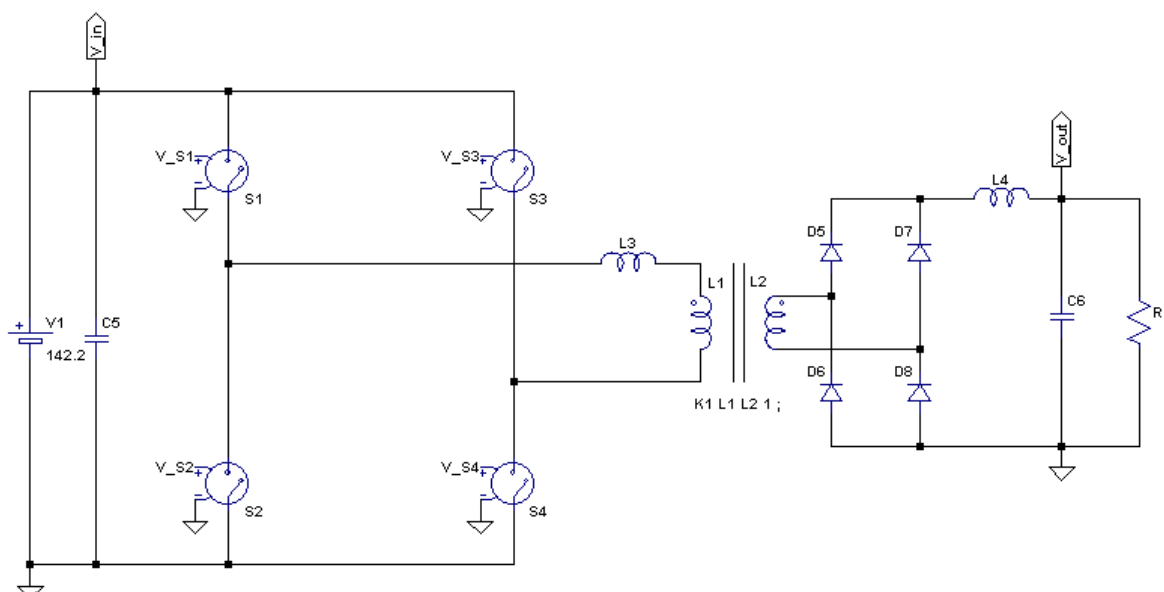 V_in
V_out
V_S1
+
-
S1
V_S3
+
-
S3
L3
L4
D5
D7
L1
L2
+
V1
142.2
C5
C6
R
D6
D8
K1 L1 L2 1 ;
V_S2
+
-
S2
V_S4
+
-
S4